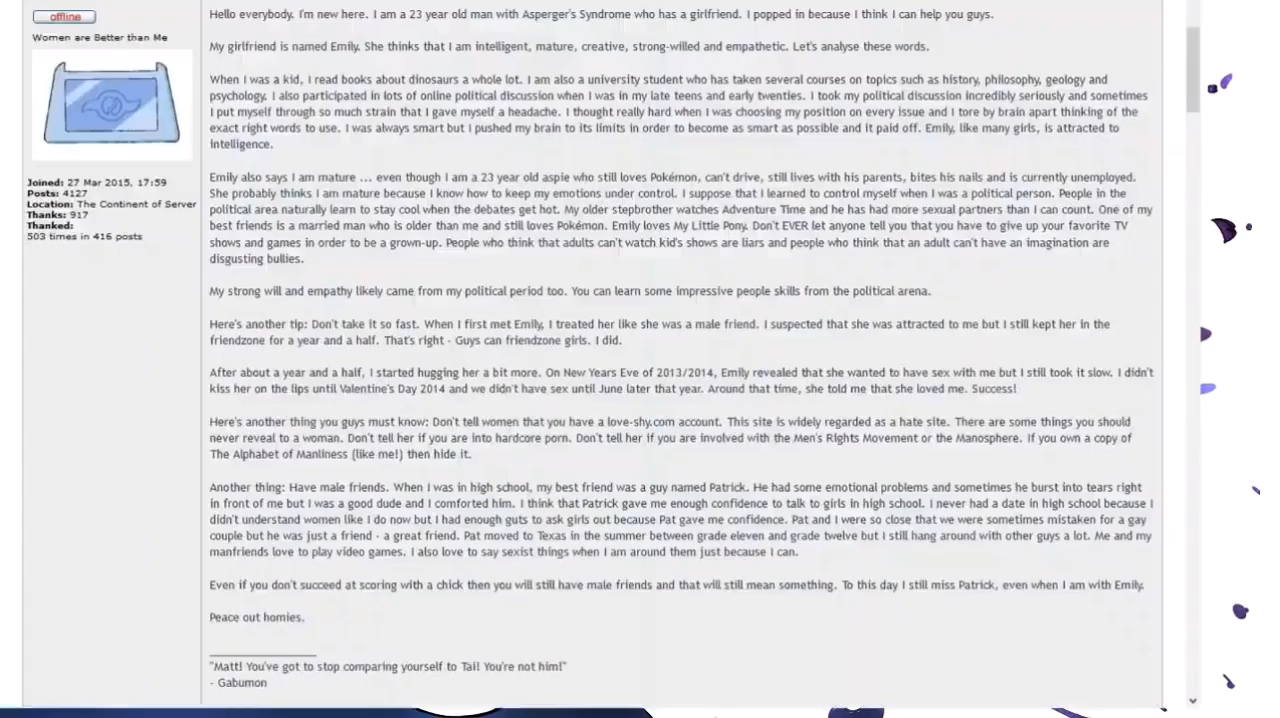 offline
Women are Better than Me
Joined: 27 Mar 2015, 17:59
Posts: 4127
Location: The Continent of Server
Thanks: 917
Thanked:
503 times in 416 posts
Hello everybody. I'm new here. I am a 23 year old man with Asperger's Syndrome who has a girlfriend. I popped in because I think I can help you guys.
My girlfriend is named Emily. She thinks that I am intelligent, mature, creative, strong-willed and empathetic. Let's analyse these words.
When I was a kid, I read books about dinosaurs a whole lot. I am also a university student who has taken several courses on topics such as history, philosophy, geology and
psychology. I also participated in lots of online political discussion when I was in my late teens and early twenties. I took my political discussion incredibly seriously and sometimes
I put myself through so much strain that I gave myself a headache. I thought really hard when I was choosing my position on every issue and I tore by brain apart thinking of the
exact right words to use. I was always smart but I pushed my brain to its limits in order to become as smart as possible and it paid off. Emily, like many girls, is attracted to
intelligence.
Emily also says I am mature ... even though I am a 23 year old aspie who still loves Pokémon, can't drive, still lives with his parents, bites his nails and is currently unemployed.
She probably thinks I am mature because I know how to keep my emotions under control. I suppose that I learned to control myself when I was a political person. People in the
political area naturally learn to stay cool when the debates get hot. My older stepbrother watches Adventure Time and he has had more sexual partners than I can count. One of my
best friends is a married man who is older than me and still loves Pokémon. Emily loves My Little Pony. Don't EVER let anyone tell you that you have to give up your favorite TV
shows and games in order to be a grown-up. People who think that adults can't watch kid's shows are liars and people who think that an adult can't have an imagination are
disgusting bullies.
My strong will and empathy likely came from my political period too. You can learn some impressive people skills from the political arena.
Here's another tip: Don't take it so fast. When I first met Emily, I treated her like she was a male friend. I suspected that she was attracted to me but I still kept her in the
friendzone for a year and a half. That's right - Guys can friendzone girls. I did.
After about a year and a half, I started hugging her a bit more. On New Years Eve of 2013/2014, Emily revealed that she wanted to have sex with me but I still took it slow. I didn't
kiss her on the lips until Valentine's Day 2014 and we didn't have sex until June later that year. Around that time, she told me that she loved me. Success!
Here's another thing you guys must know: Don't tell women that you have a love-shy.com account. This site is widely regarded as a hate site. There are some things you should
never reveal to a woman. Don't tell her if you are into hardcore porn. Don't tell her if you are involved with the Men's Rights Movement or the Manosphere. If you own a copy of
The Alphabet of Manliness (like me!) then hide it.
Another thing: Have male friends. When I was in high school, my best friend was a guy named Patrick. He had some emotional problems and sometimes he burst into tears right
in front of me but I was a good dude and I comforted him. I think that Patrick gave me enough confidence to talk to girls in high school. I never had a date in high school because I
didn't understand women like I do now but I had enough guts to ask girls out because Pat gave me confidence. Pat and I were so close that we were sometimes mistaken for a gay
couple but he was just a friend - a great friend. Pat moved to Texas in the summer between grade eleven and grade twelve but I still hang around with other guys a lot. Me and my
manfriends love to play video games. I also love to say sexist things when I am around them just because I can.
Even if you don't succeed at scoring with a chick then you will still have male friends and that will still mean something. To this day I still miss Patrick, even when I am with Emily.
Peace out homies.
"Matt! You've got to stop comparing yourself to Tai! You're not him!"
- Gabumon